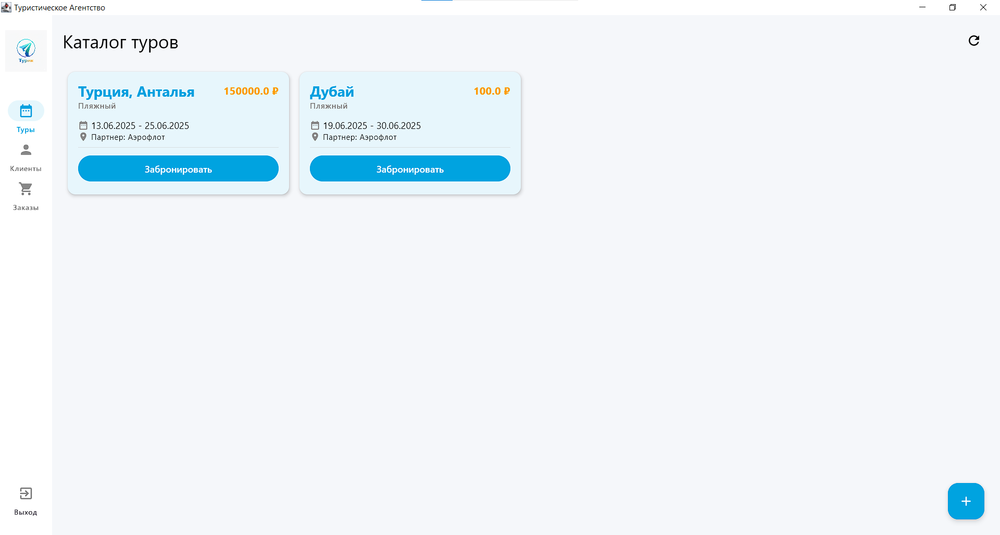 Туристическое Агентство
Турик
Туры
Клиенты
Заказы
Выход
Каталог туров
Турция, Анталья
150000.0 ₽
Пляжный
13.06.2025 - 25.06.2025
Партнер: Аэрофлот
Забронировать
Дубай
100.0 ₽
Пляжный
19.06.2025 - 30.06.2025
Партнер: Аэрофлот
Забронировать